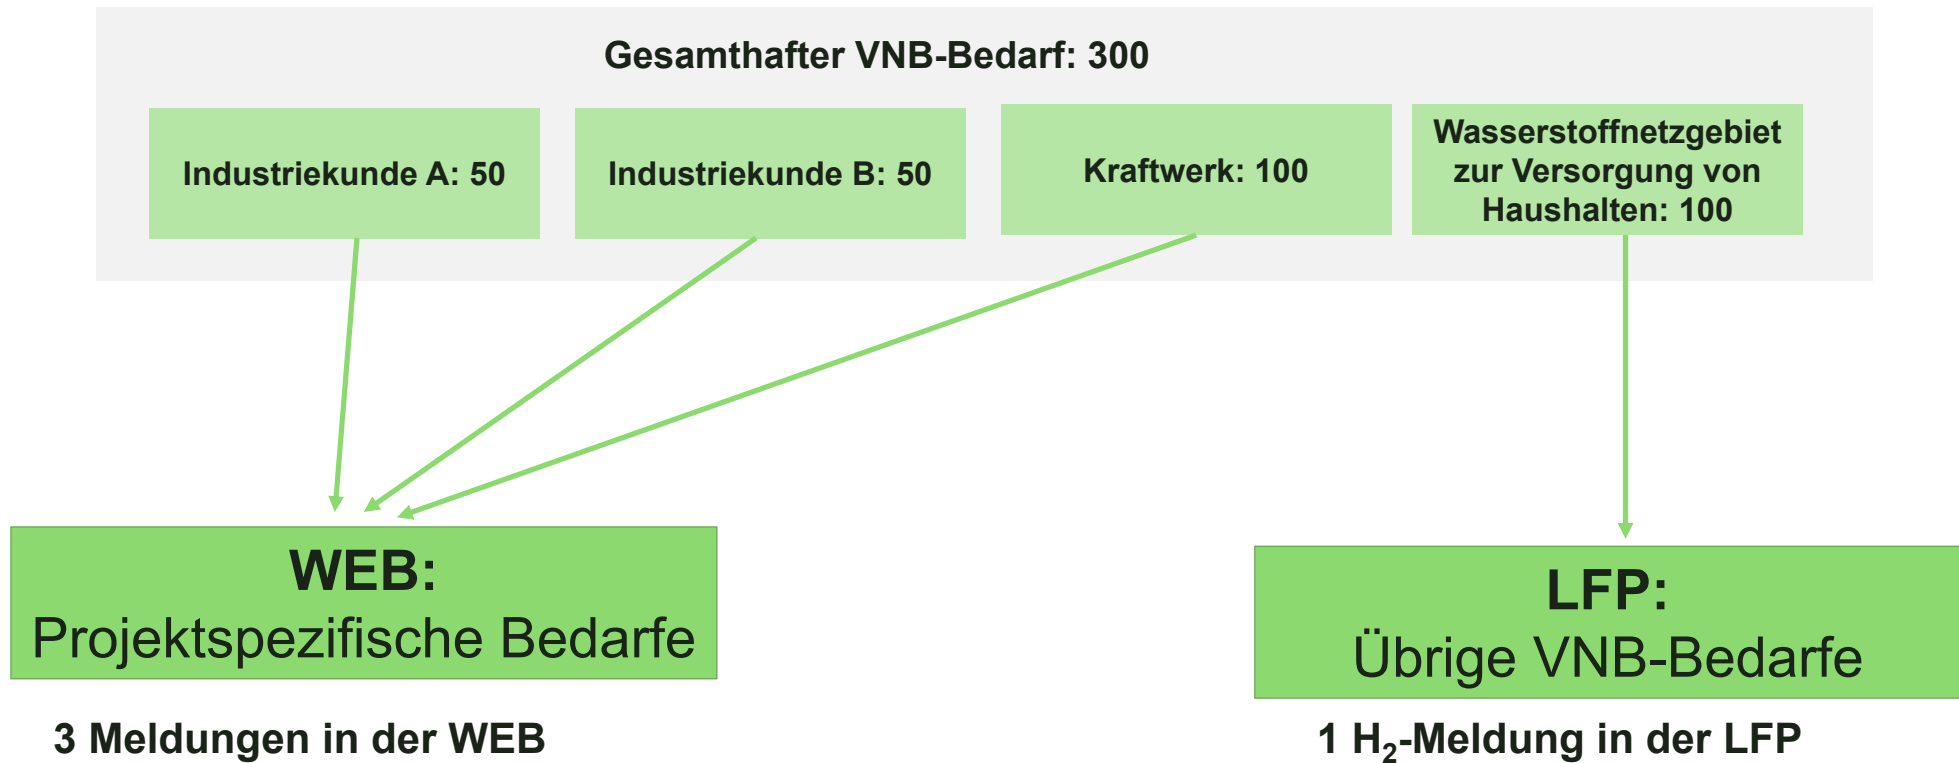 Gesamthafter VNB-Bedarf: 300
Industriekunde A: 50
Industriekunde B: 50
Kraftwerk: 100
Wasserstoffnetzgebiet
zur Versorgung von
Haushalten: 100
WEB:
Projektspezifische Bedarfe
LFP:
Übrige VNB-Bedarfe
3 Meldungen in der WEB
1 H₂-Meldung in der LFP